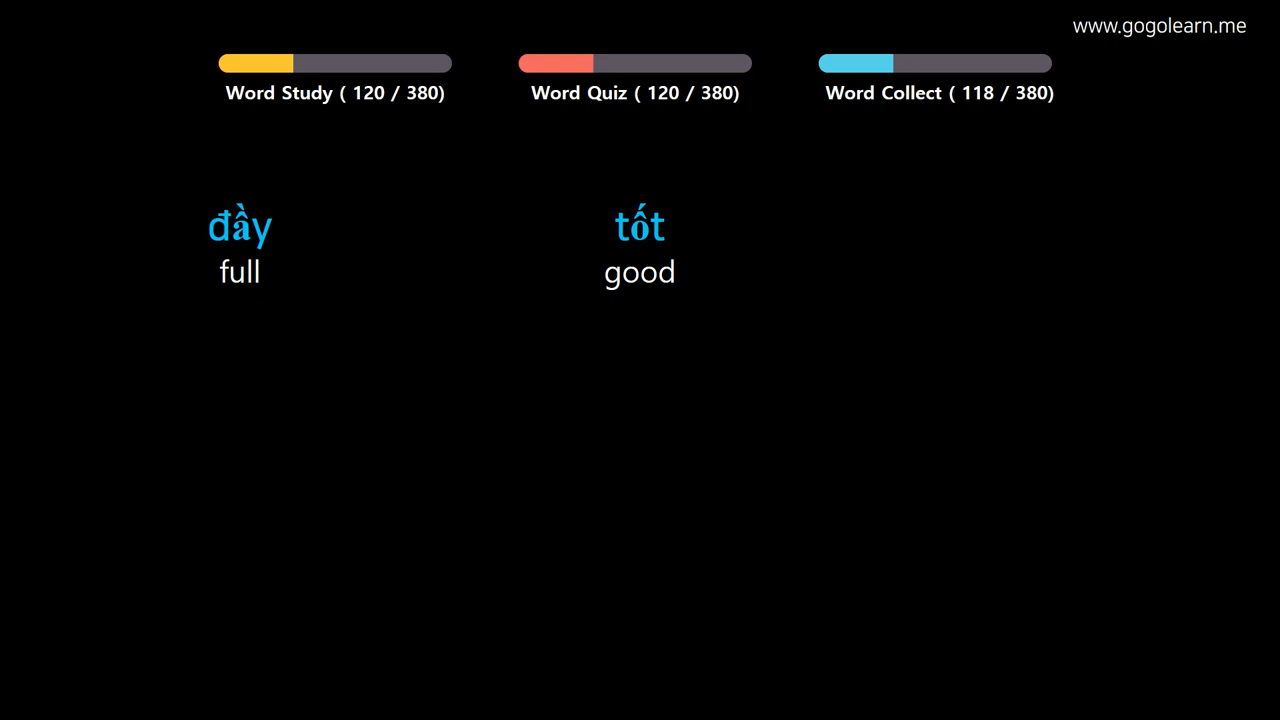 www.gogolearn.me
Word Study ( 120 / 380)
Word Quiz ( 120 / 380)
Word Collect ( 118 / 380)
đầy
full
tốt
good